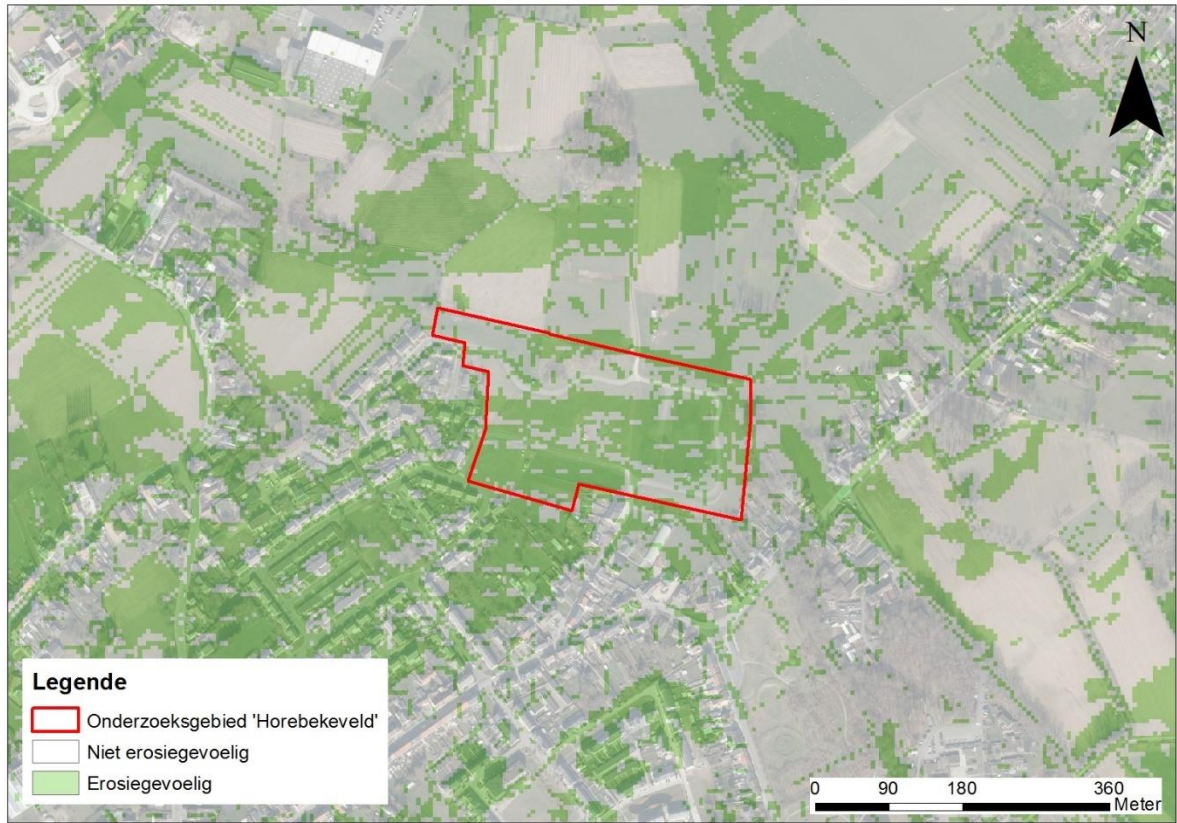 N
Legende
Onderzoeksgebied 'Horebekeveld'
Niet erosiegevoelig
Erosiegevoelig
0 90 180 360
Meter